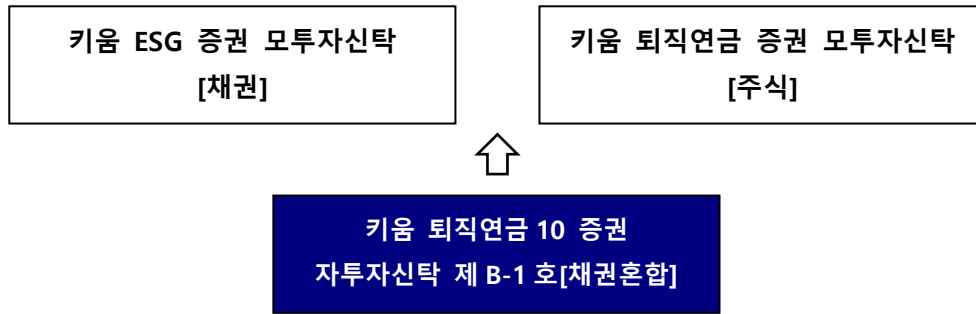 키움 ESG 증권 모투자신탁
[채권]
키움 퇴직연금 증권 모투자신탁
[주식]
키움 퇴직연금 10 증권
자투자신탁 제 B-1 호[채권혼합]